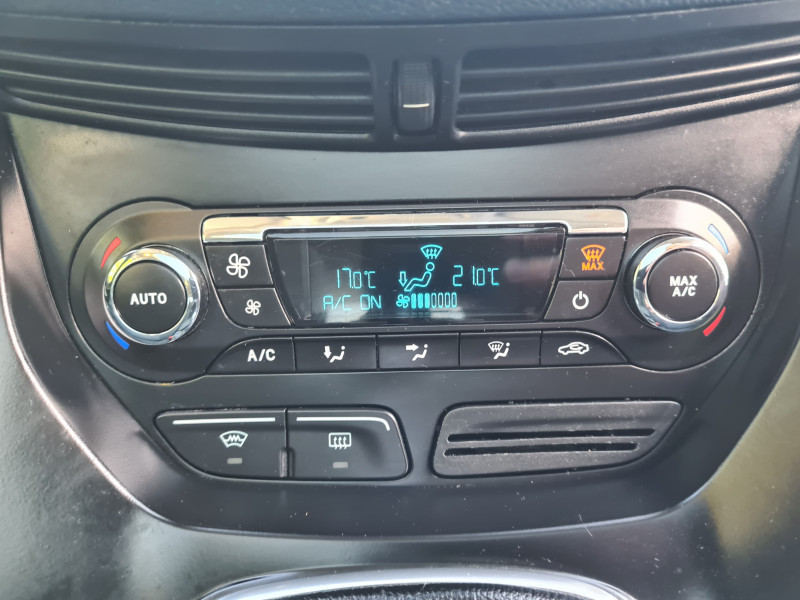 AUTO
17.0°C
21.0°C
A/C ON
MAX
MAX
A/C
A/C